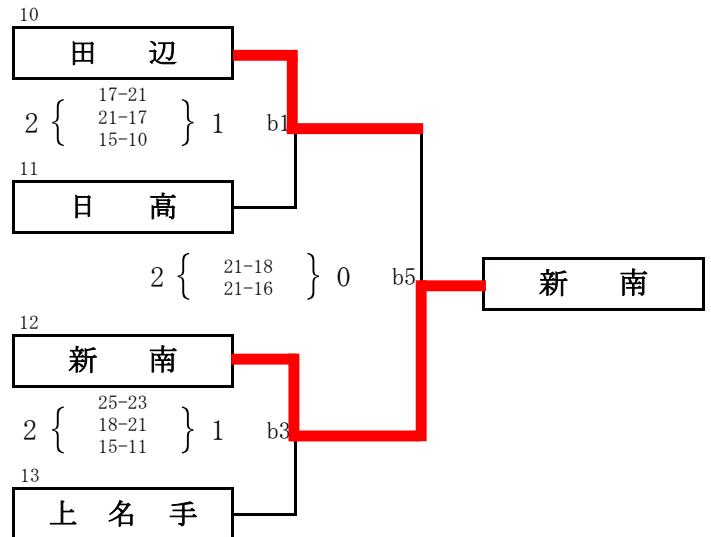 10
田　辺
17-21
2 { 21-17 } 1 b1
15-10
11
日　高
2 { 21-18 } 0 b5
21-16
新　南
12
新　南
25-23
2 { 18-21 } 1 b3
15-11
13
上 名 手